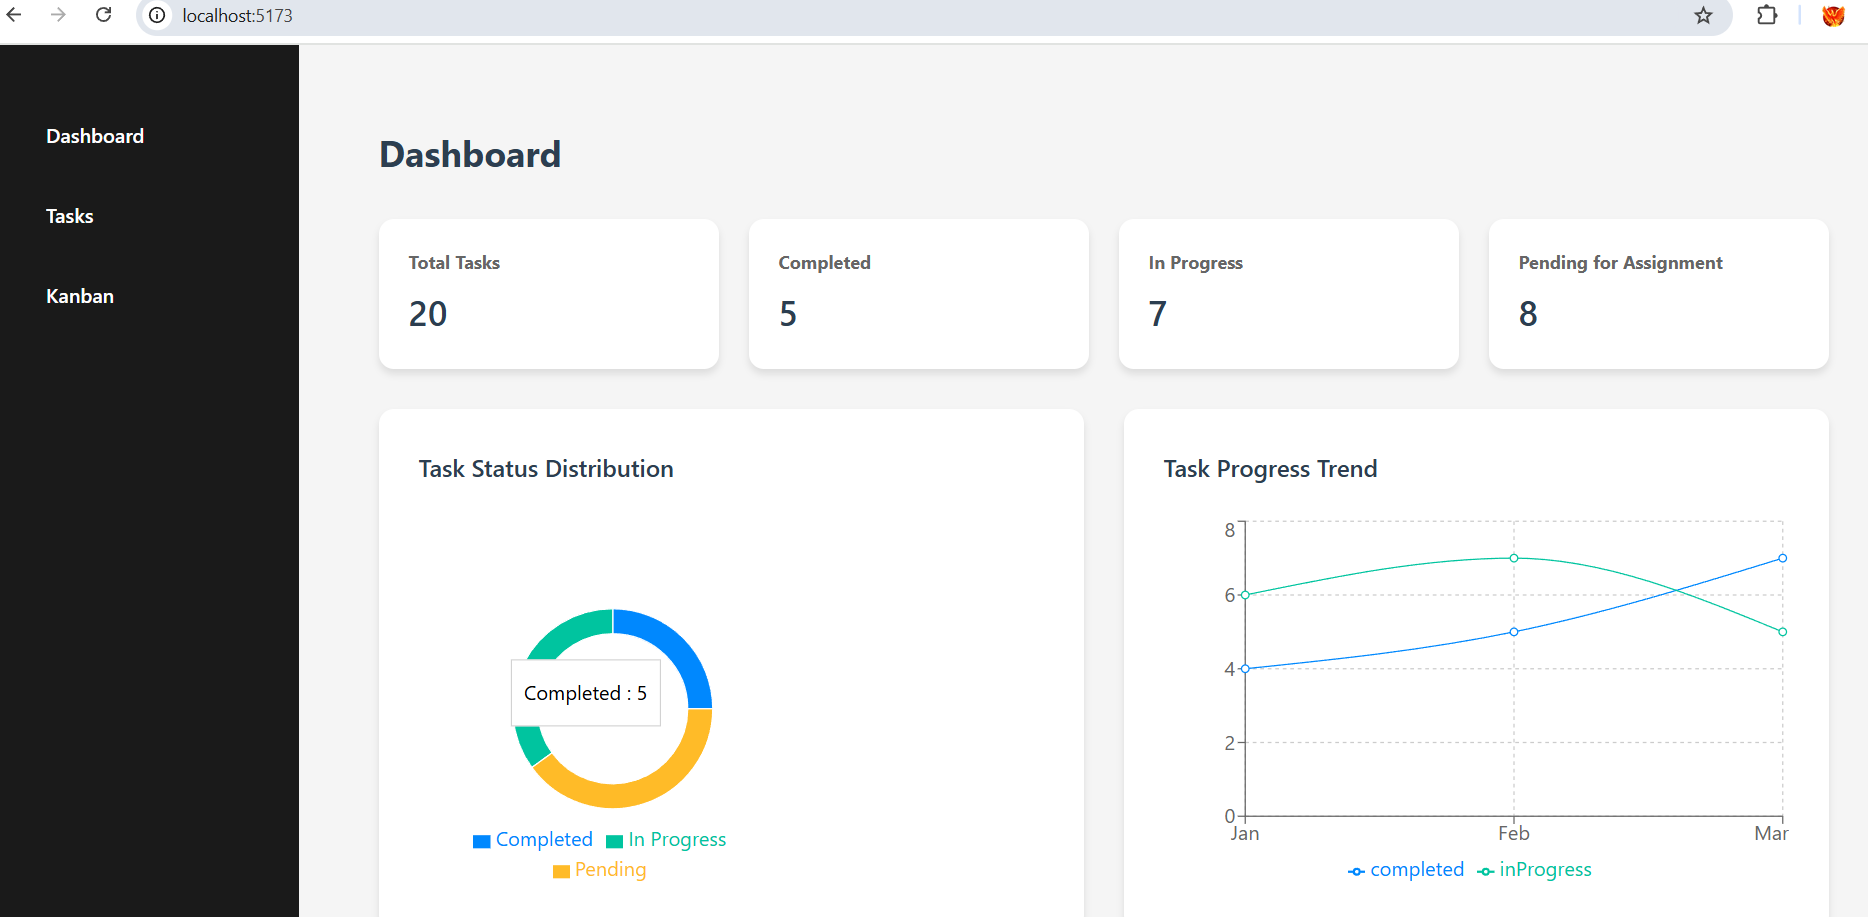 localhost:5173
Dashboard
Tasks
Kanban
Dashboard
Total Tasks
20
Completed
5
In Progress
7
Pending for Assignment
8
Task Status Distribution
Completed : 5
Completed In Progress
Pending
Task Progress Trend
8
6
4
2
0
Jan Feb Mar
completed inProgress